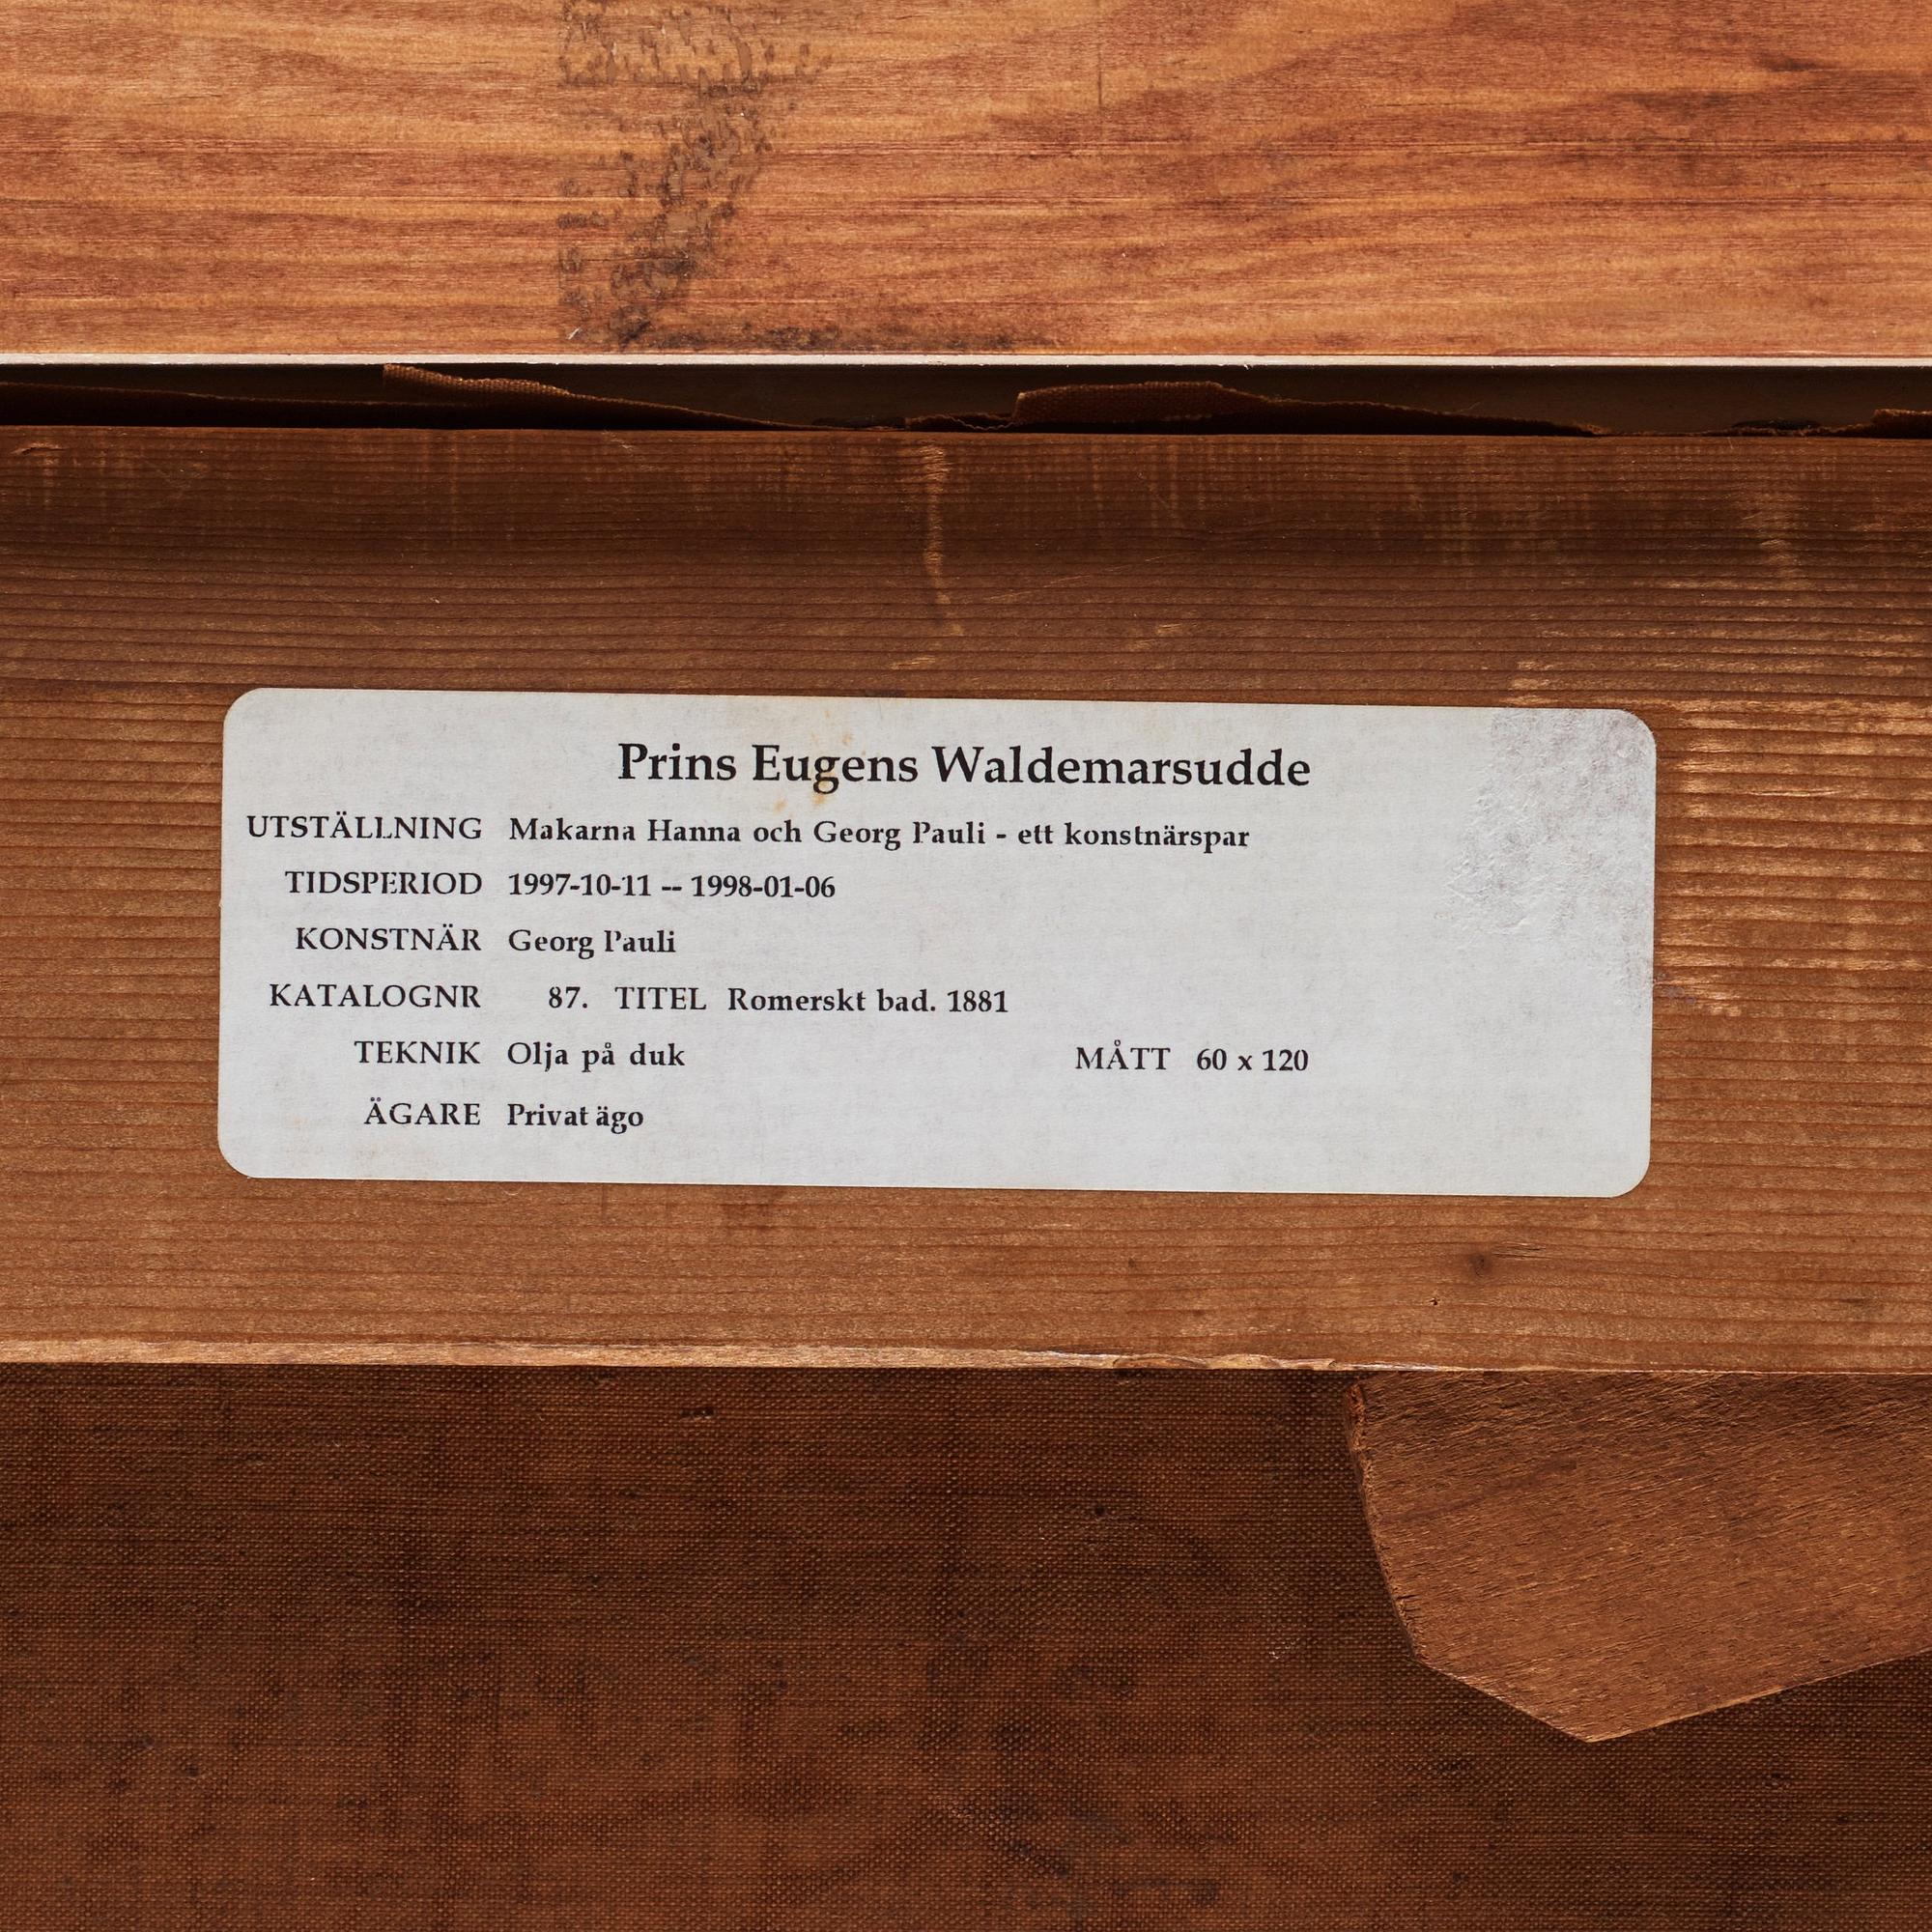 Prins Eugens Waldemarsudde
UTSTÄLLNING Makarna Hanna och Georg Pauli - ett konstnärspar
TIDSPERIOD 1997-10-11 -- 1998-01-06
KONSTNÄR Georg Pauli
KATALOGNR 87. TITEL Romerskt bad. 1881
TEKNIK Olja på duk MÅTT 60 x 120
ÄGARE Privat ägo